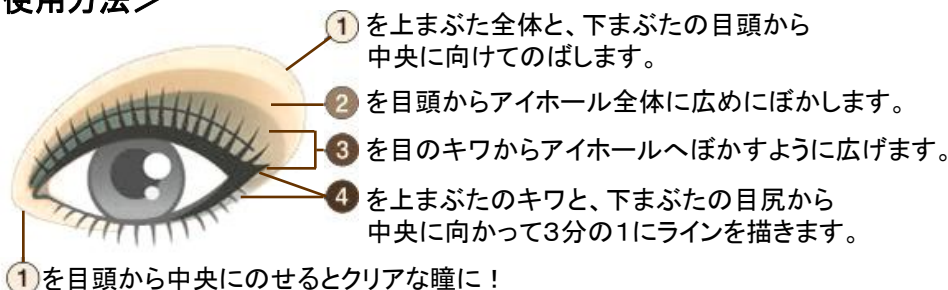 使用方法＞
① を上まぶた全体と、下まぶたの目頭から
中央に向けてのばします。
② を目頭からアイホール全体に広めにぼかします。
③ を目のキワからアイホールへぼかすように広げます。
④ を上まぶたのキワと、下まぶたの目尻から
中央に向かって3分の1にラインを描きます。
①を目頭から中央にのせるとクリアな瞳に！